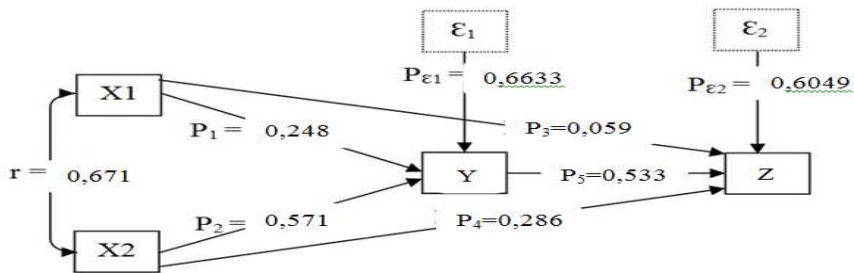 ε1 ε2
Pε1 = 0,6633 Pε2 = 0,6049
X1
P1 = 0,248 P3=0,059
r = 0,671 Y P5=0,533 Z
P2 = 0,571 P4=0,286
X2